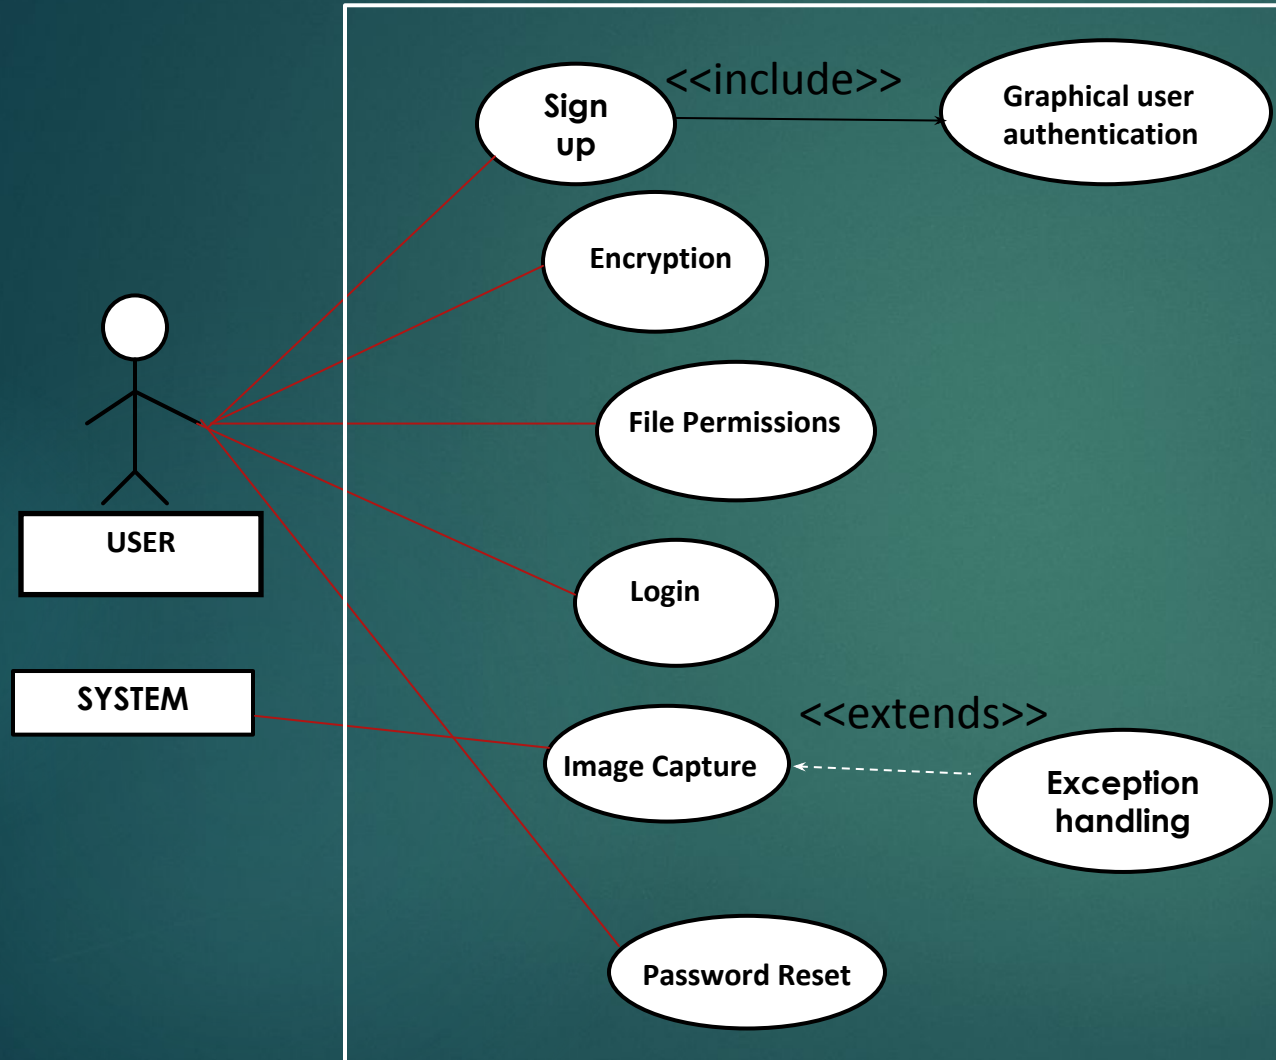 <<include>>
Sign
up
Graphical user
authentication
Encryption
File Permissions
USER
Login
SYSTEM
<<extends>>
Image Capture
Exception
handling
Password Reset